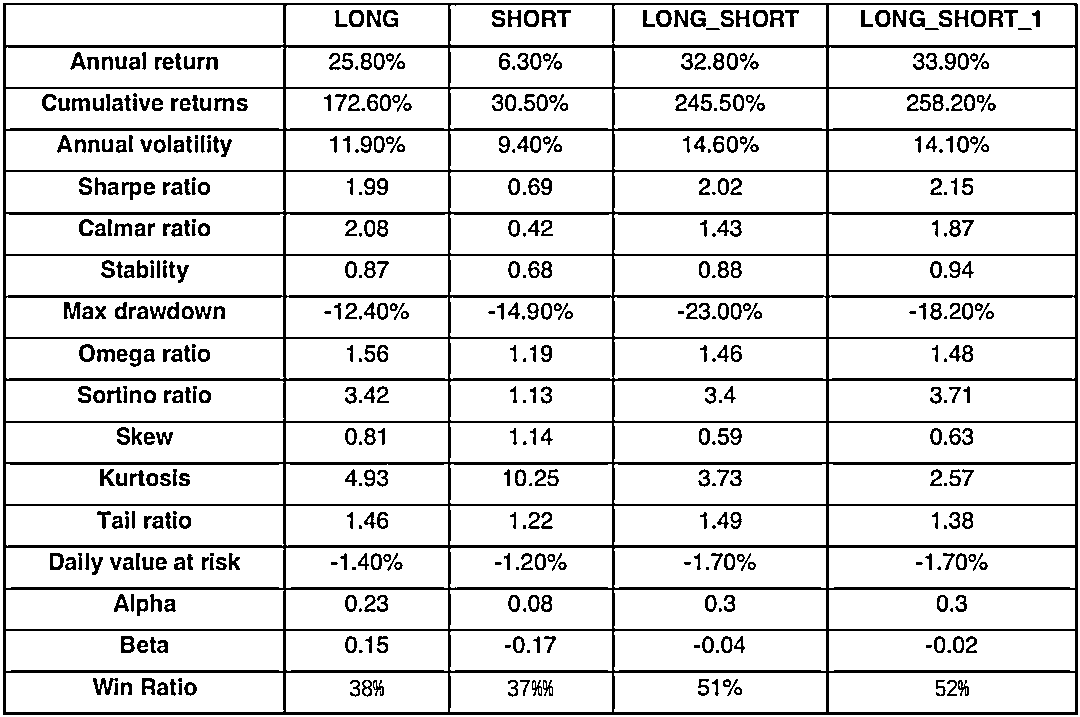 LONG SHORT LONG_SHORT LONG_SHORT_1
Annual return 25.80% 6.30% 32.80% 33.90%
Cumulative returns 172.60% 30.50% 245.50% 258.20%
Annual volatility 11.90% 9.40% 14.60% 14.10%
Sharpe ratio 1.99 0.69 2.02 2.15
Calmar ratio 2.08 0.42 1.43 1.87
Stability 0.87 0.68 0.88 0.94
Max drawdown -12.40% -14.90% -23.00% -18.20%
Omega ratio 1.56 1.19 1.46 1.48
Sortino ratio 3.42 1.13 3.4 3.71
Skew 0.81 1.14 0.59 0.63
Kurtosis 4.93 10.25 3.73 2.57
Tail ratio 1.46 1.22 1.49 1.38
Daily value at risk -1.40% -1.20% -1.70% -1.70%
Alpha 0.23 0.08 0.3 0.3
Beta 0.15 -0.17 -0.04 -0.02
Win Ratio 38% 37%% 51% 52%